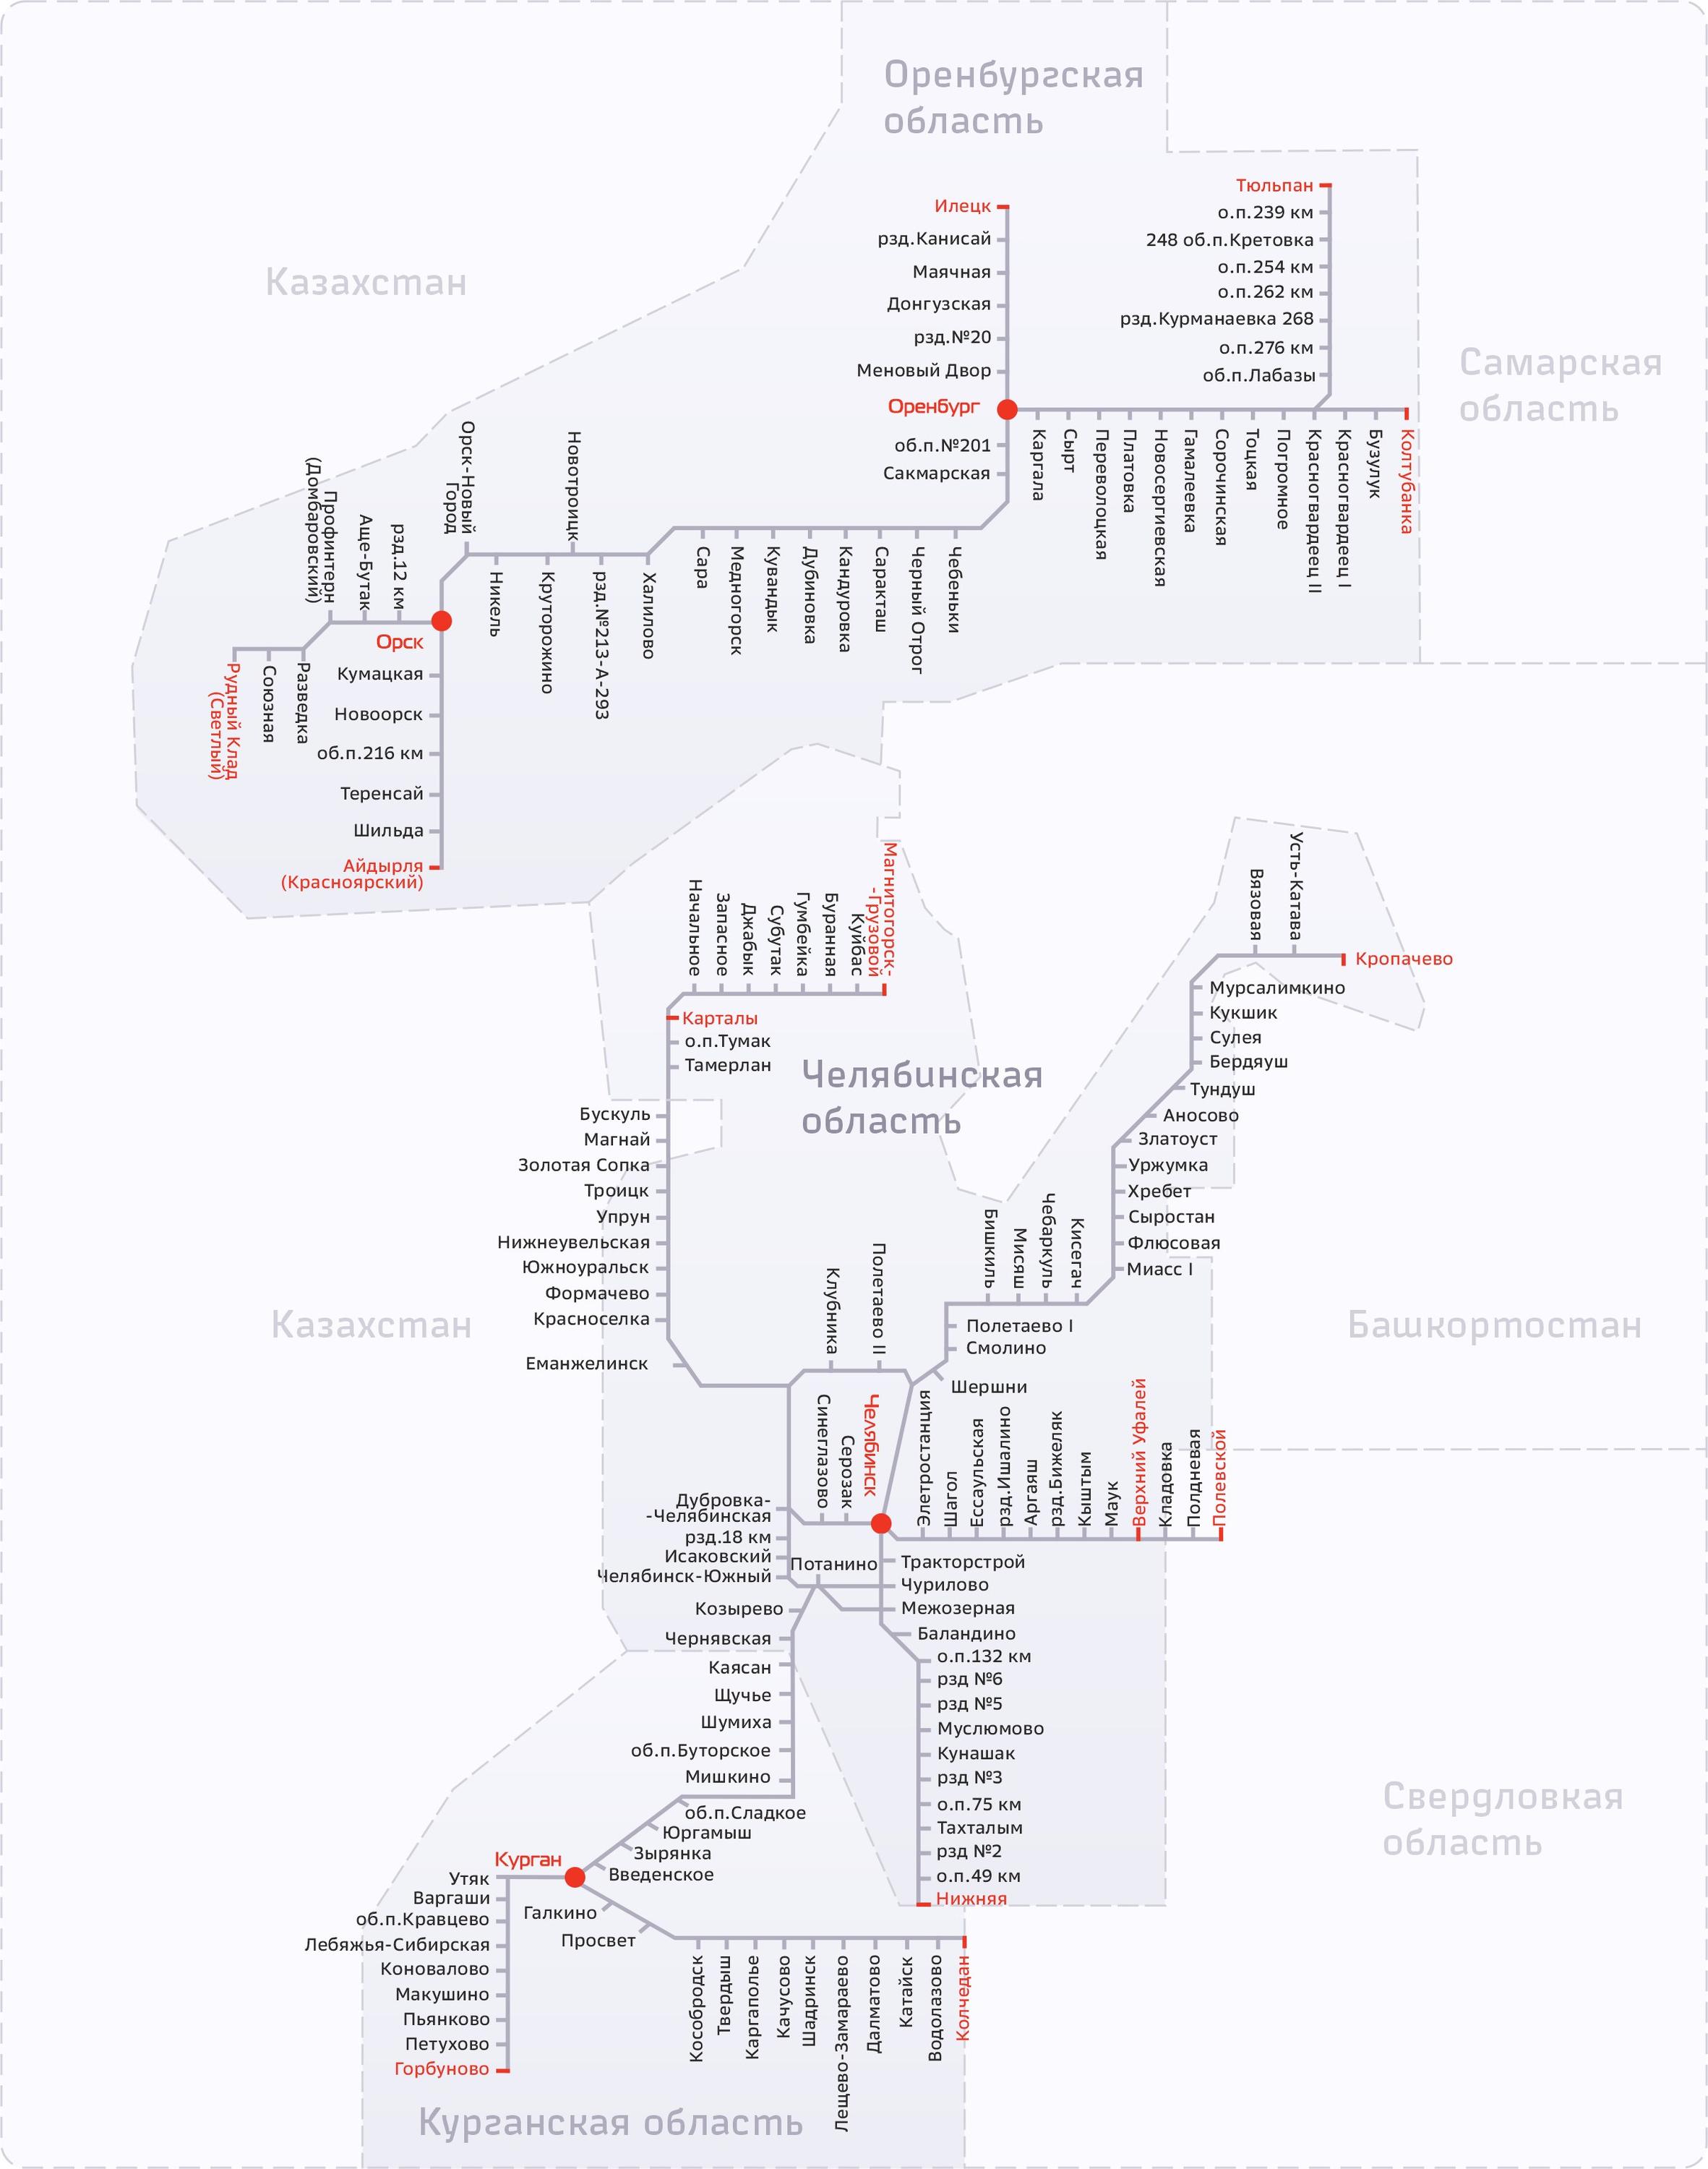 Оренбургская
область
Казахстан
Самарская
область
Илецк
рзд.Канисай
Маячная
Донгузская
рзд.№20
Меновый Двор
Оренбург
об.п.№201
Сакмарская
Тюльпан
о.п.239 км
248 об.п.Кретовка
о.п.254 км
о.п.262 км
рзд.Курманаевка 268
о.п.276 км
об.п.Лабазы
Каргала
Сырт
Переволоцкая
Платовка
Новосергиевская
Гамалеевка
Сорочинская
Тоцкая
Погромное
Красногвардеец II
Красногвардеец I
Бузулук
Колтубанка
Орск-Новый
Город
Новотроицк
Профинтерн
(Домбаровский)
Аще-Бутак
рзд.12 км
Никель
Круторожино
рзд.№213-А-293
Халилово
Сара
Медногорск
Кувандык
Дубиновка
Кандуровка
Саракташ
Черный Отрог
Чебеньки
Орск
Рудный Клад
(Светлый)
Союзная
Разведка
Кумацкая
Новоорск
об.п.216 км
Теренсай
Шильда
Айдырля
(Красноярский)
Начальное
Запасное
Джабык
Субутак
Гумбейка
Буранная
Куйбас
Магнитогорск-
-Грузовой
Карталы
о.п.Тумак
Тамерлан
Челябинская
область
Бускуль
Магнай
Золотая Сопка
Троицк
Упрун
Нижнеувельская
Южноуральск
Формачево
Красноселка
Еманжелинск
Казахстан
Вязовая
Усть-Катава
Кропачево
Мурсалимкино
Кукшик
Сулея
Бердяуш
Тундуш
Аносово
Златоуст
Уржумка
Хребет
Сыростан
Флюсовая
Миасс I
Бишкиль
Мисяш
Чебаркуль
Кисегач
Полетаево I
Смолино
Шершни
Клубника
Полетаево II
Башкортостан
Синеглазово
Серозак
Челябинск
Элетростанция
Шагол
Ессаульская
рзд.Ишалино
Аргаяш
рзд.Бижеляк
Кыштым
Маук
Верхний Уфалей
Кладовка
Полдневая
Полевской
Дубровка-
-Челябинская
рзд.18 км
Исаковский
Челябинск-Южный
Потанино
Тракторстрой
Чурилово
Межозерная
Баландино
о.п.132 км
рзд №6
рзд №5
Муслюмово
Кунашак
рзд №3
о.п.75 км
Тахталым
рзд №2
о.п.49 км
Нижняя
Козырево
Чернявская
Каясан
Щучье
Шумиха
об.п.Буторское
Мишкино
об.п.Сладкое
Юргамыш
Зырянка
Введенское
Свердловкая
область
Курган
Утяк
Варгаши
об.п.Кравцево
Лебяжья-Сибирская
Коновалово
Макушино
Пьянково
Петухово
Горбуново
Галкино
Просвет
Кособродск
Твердыш
Каргаполье
Качусово
Шадринск
Лещево-Замараево
Далматово
Катайск
Водолазово
Колчедан
Курганская область